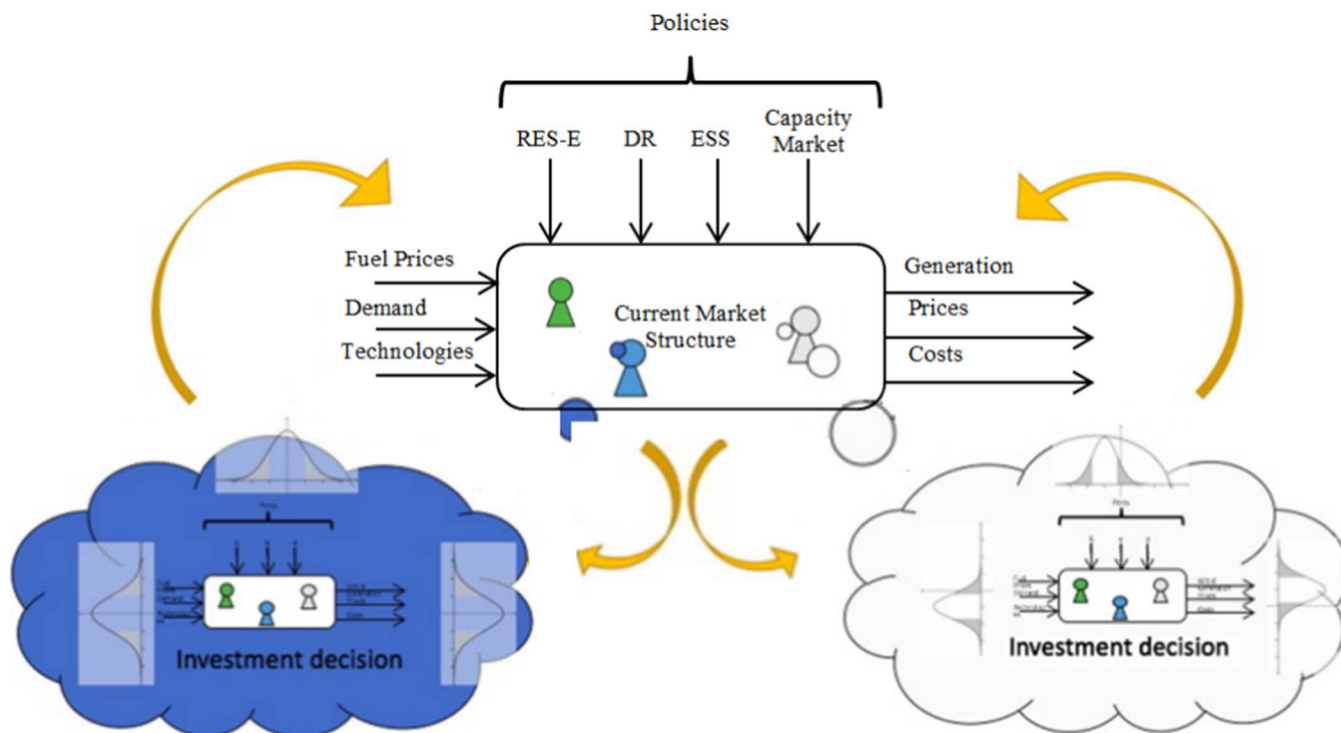 Policies
RES-E
DR
ESS
Capacity
Market
Fuel Prices
Demand
Technologies
Current Market
Structure
Generation
Prices
Costs
Investment decision
Investment decision